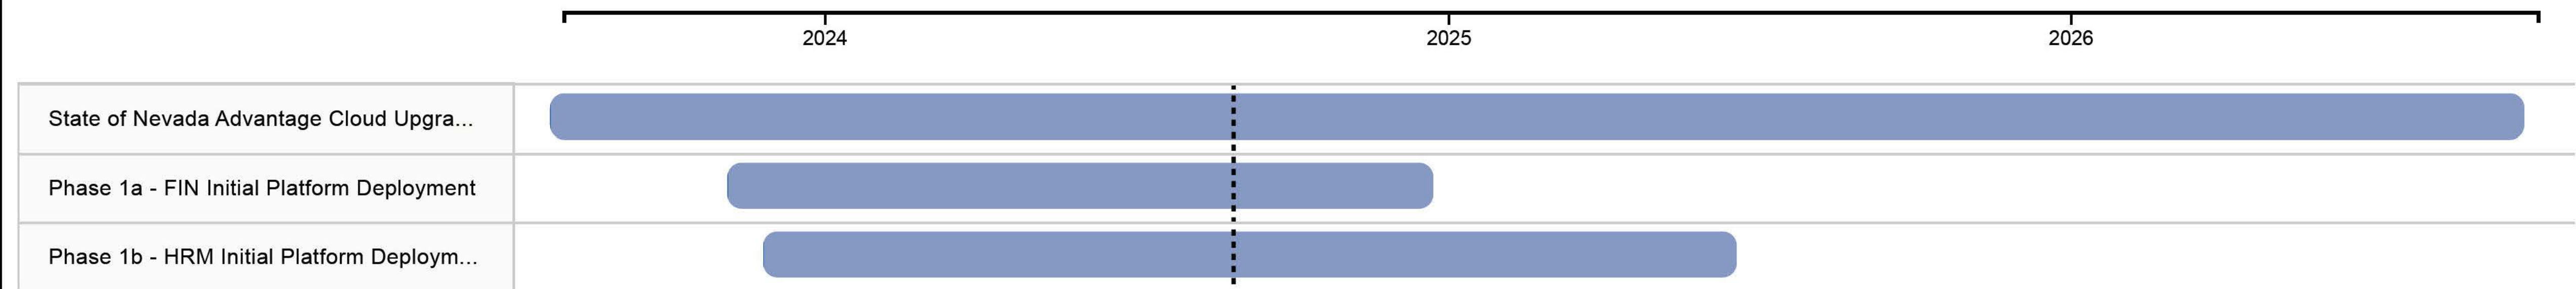 2024 2025 2026
State of Nevada Advantage Cloud Upgra...
Phase 1a - FIN Initial Platform Deployment
Phase 1b - HRM Initial Platform Deploym...